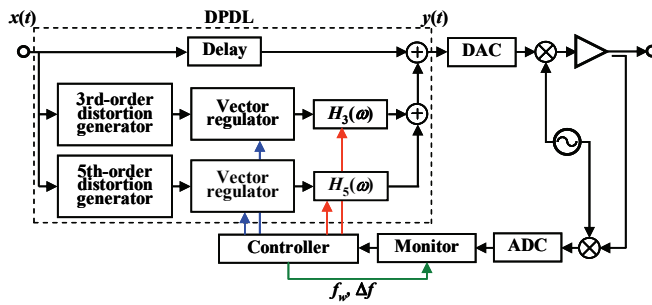 x(t) DPDL y(t)
Delay
DAC
3rd-order
distortion
generator
Vector
regulator
H3(ω)
5th-order
distortion
generator
Vector
regulator
H5(ω)
Controller
Monitor
ADC
fw, Δf